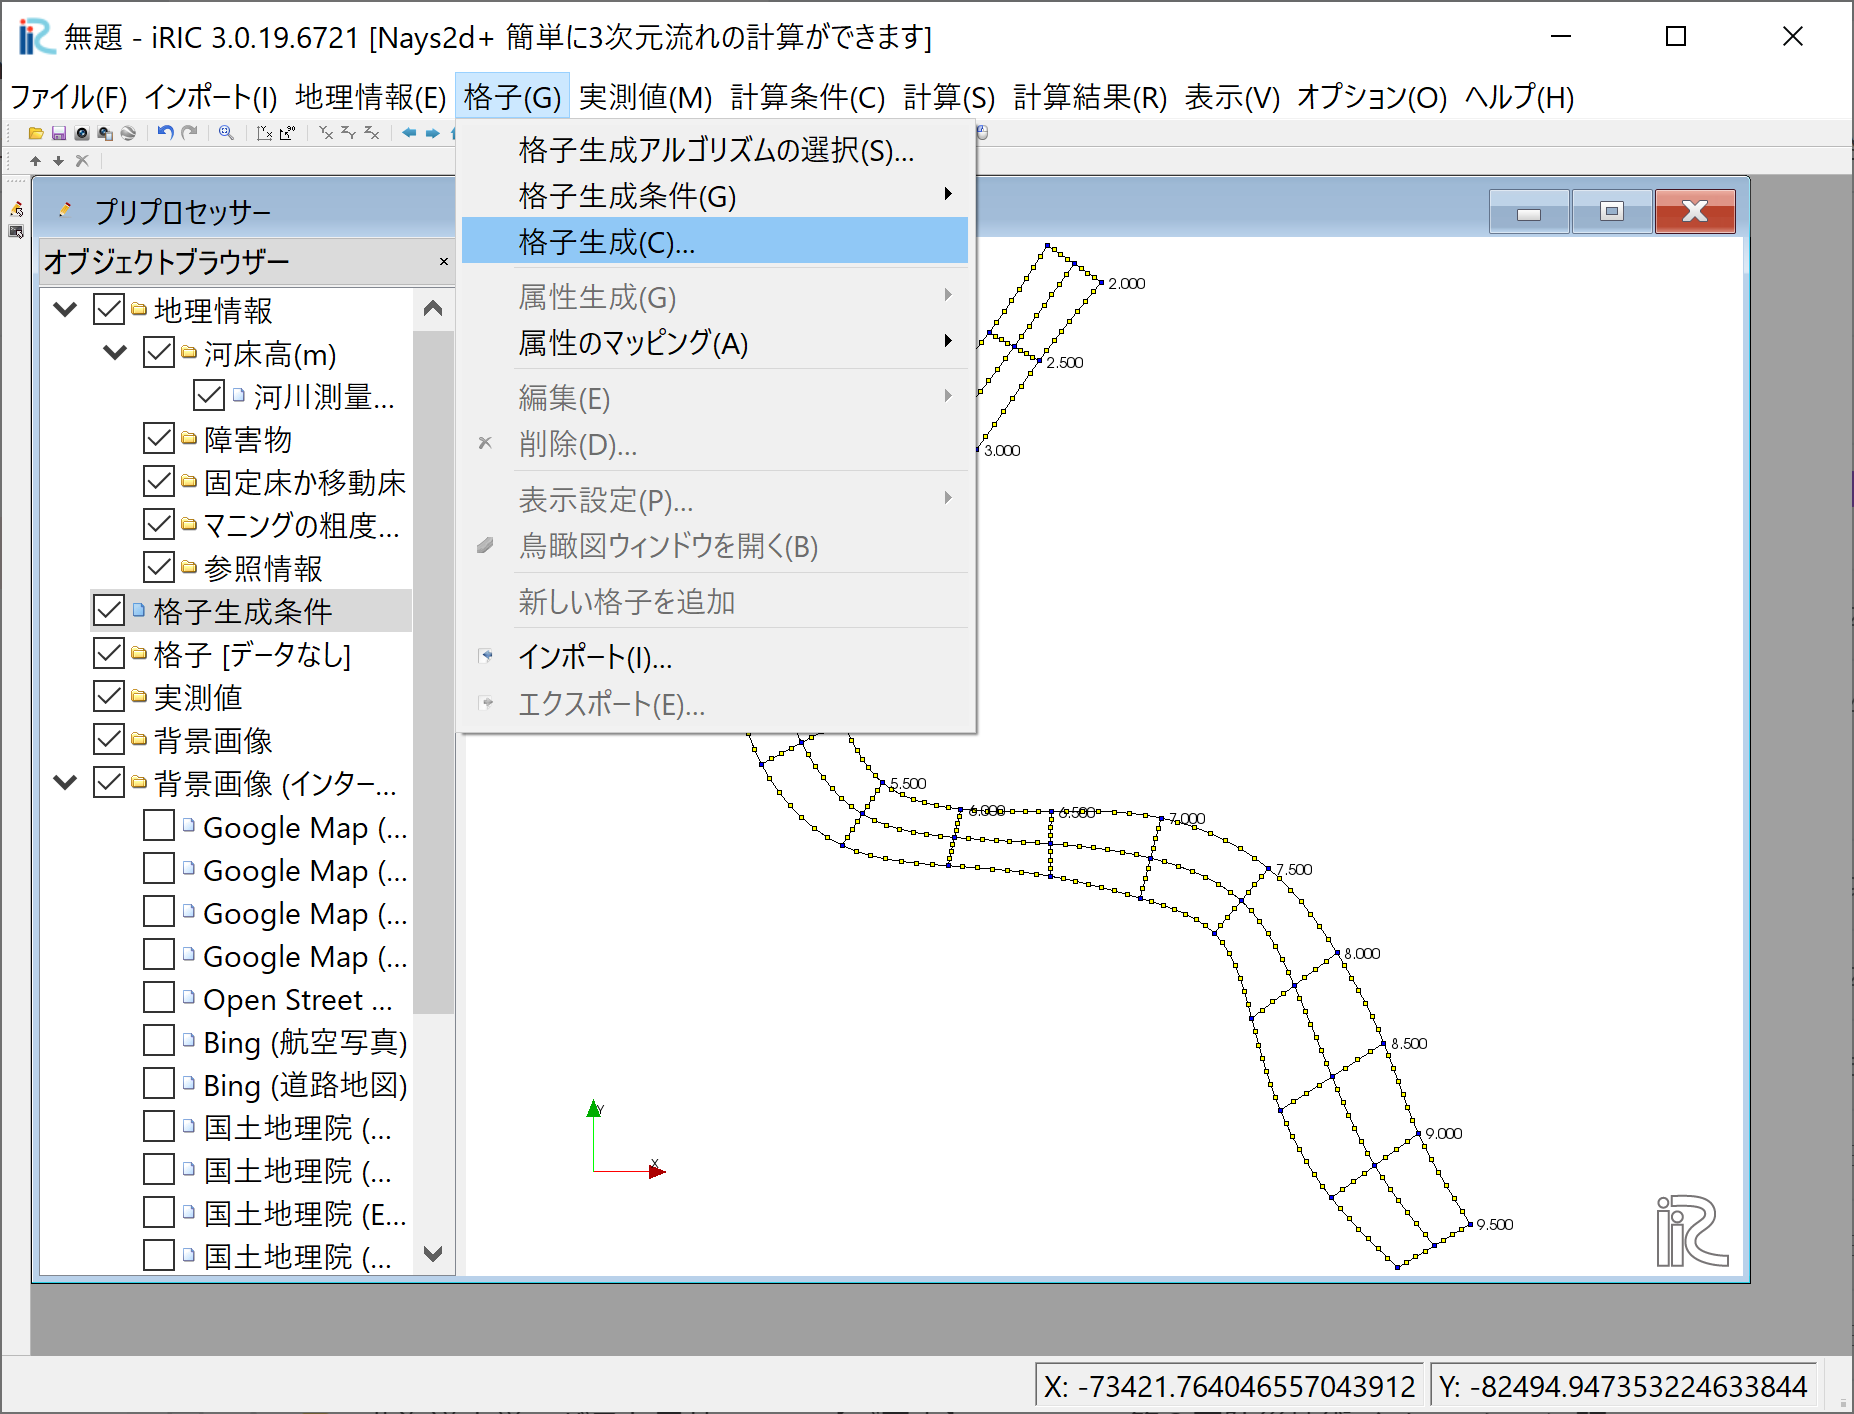 無題 - iRIC 3.0.19.6721 [Nays2d+ 簡単に3次元流れの計算ができます]
ファイル(F) インポート(I) 地理情報(E) 格子(G) 実測値(M) 計算条件(C) 計算(S) 計算結果(R) 表示(V) オプション(O) ヘルプ(H)
格子生成アルゴリズムの選択(S)...
格子生成条件(G)
格子生成(C)...
属性生成(G)
属性のマッピング(A)
編集(E)
削除(D)...
表示設定(P)...
鳥瞰図ウィンドウを開く(B)
新しい格子を追加
インポート(I)...
エクスポート(E)...
プリプロセッサー
オブジェクトブラウザー
地理情報
河床高(m)
河川測量...
障害物
固定床か移動床
マニングの粗度...
参照情報
格子生成条件
格子 [データなし]
実測値
背景画像
背景画像 (インター...
Google Map (...
Google Map (...
Google Map (...
Google Map (...
Open Street ...
Bing (航空写真)
Bing (道路地図)
国土地理院 (...
国土地理院 (...
国土地理院 (E...
国土地理院 (...
2.000
2.500
3.000
5.500
6.000
6.500
7.000
7.500
8.000
8.500
9.000
9.500
Y
X
iRiC
X: -73421.764046557043912
Y: -82494.947353224633844